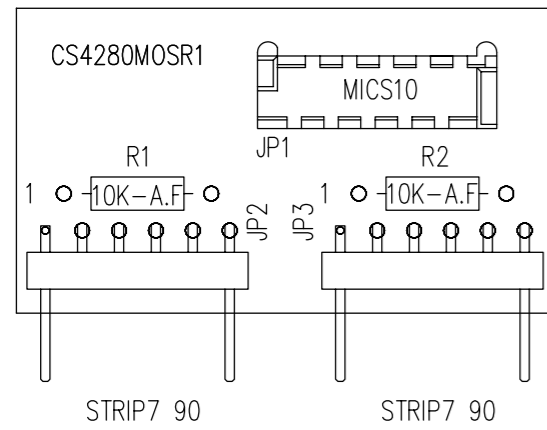 CS4280MOSR1
MICS10
JP1
R1
R2
1
10K-A.F
1
10K-A.F
JP2
JP3
STRIP7 90
STRIP7 90